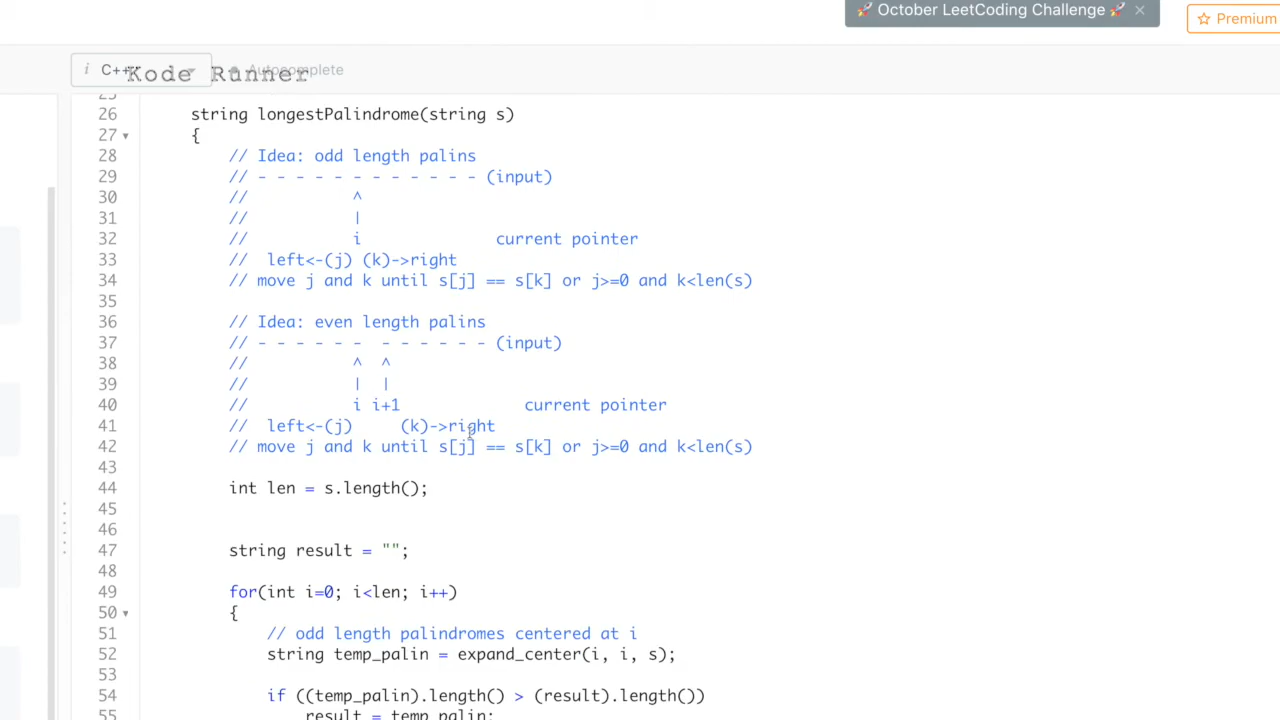 🚀 October LeetCoding Challenge 🚀 ×
☆ Premium
i C++ ▾ ● Autocomplete
Kode Runner
25
26 string longestPalindrome(string s)
27 {
28 // Idea: odd length palins
29 // - - - - - - - - - - - - (input)
30 // ^
31 // |
32 // i current pointer
33 // left<-(j) (k)->right
34 // move j and k until s[j] == s[k] or j>=0 and k<len(s)
35
36 // Idea: even length palins
37 // - - - - - - - - - - - - (input)
38 // ^ ^
39 // | |
40 // i i+1 current pointer
41 // left<-(j) (k)->right
42 // move j and k until s[j] == s[k] or j>=0 and k<len(s)
43
44 int len = s.length();
45
46
47 string result = "";
48
49 for(int i=0; i<len; i++)
50 {
51 // odd length palindromes centered at i
52 string temp_palin = expand_center(i, i, s);
53
54 if ((temp_palin).length() > (result).length())
55 result = temp_palin;